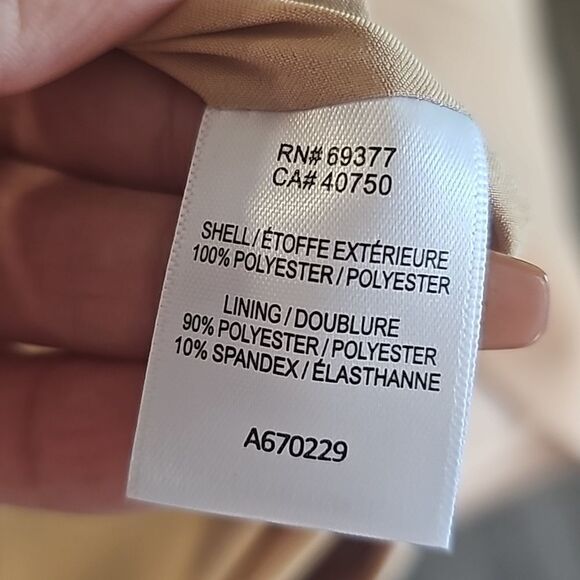 RN# 69377
CA# 40750
SHELL/ÉTOFFE EXTÉRIEURE
100% POLYESTER/POLYESTER
LINING/DOUBLURE
90% POLYESTER/POLYESTER
10% SPANDEX/ÉLASTHANNE
A670229